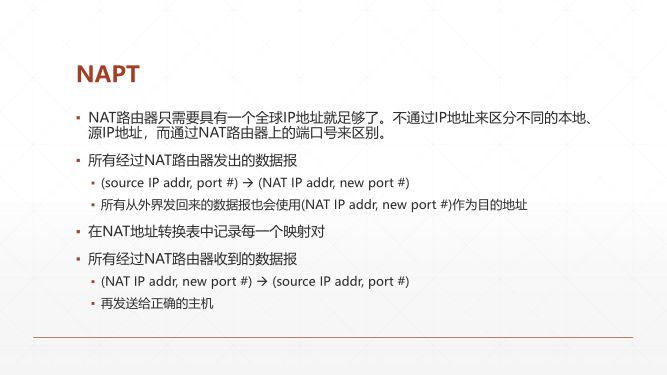 NAPT
NAT路由器只需要具有一个全球IP地址就足够了。不通过IP地址来区分不同的本地、
源IP地址，而通过NAT路由器上的端口号来区别。
所有经过NAT路由器发出的数据报
(source IP addr, port #) → (NAT IP addr, new port #)
所有从外界发回来的数据报也会使用(NAT IP addr, new port #)作为目的地址
在NAT地址转换表中记录每一个映射对
所有经过NAT路由器收到的数据报
(NAT IP addr, new port #) → (source IP addr, port #)
再发送给正确的主机